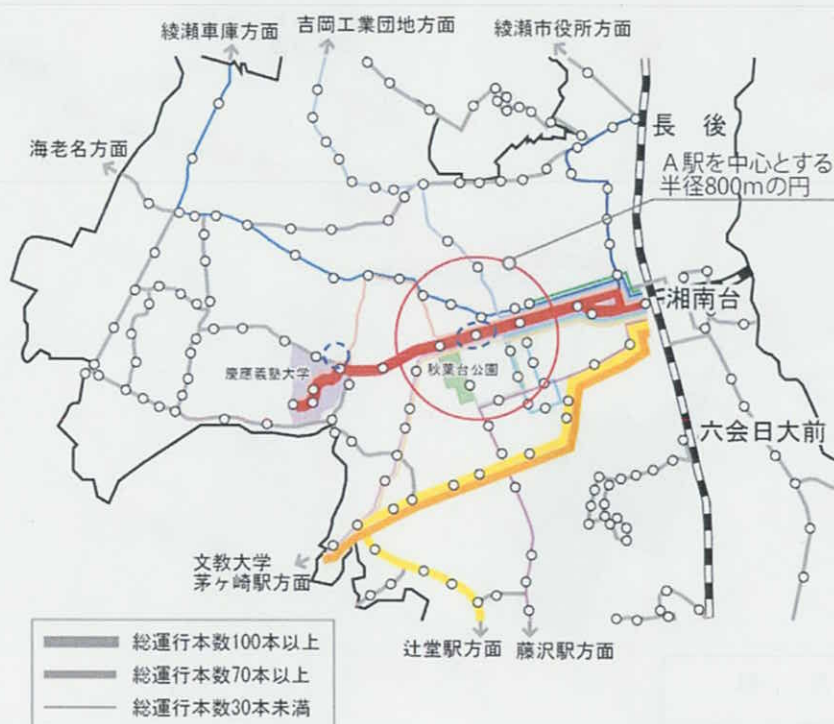 綾瀬車庫方面
吉岡工業団地方面
綾瀬市役所方面
海老名方面
長後
A駅を中心とする
半径800mの円
湘南台
慶應義塾大学
秋葉台公園
六会日大前
文教大学
茅ヶ崎駅方面
辻堂駅方面
藤沢駅方面
総運行本数100本以上
総運行本数70本以上
総運行本数30本未満